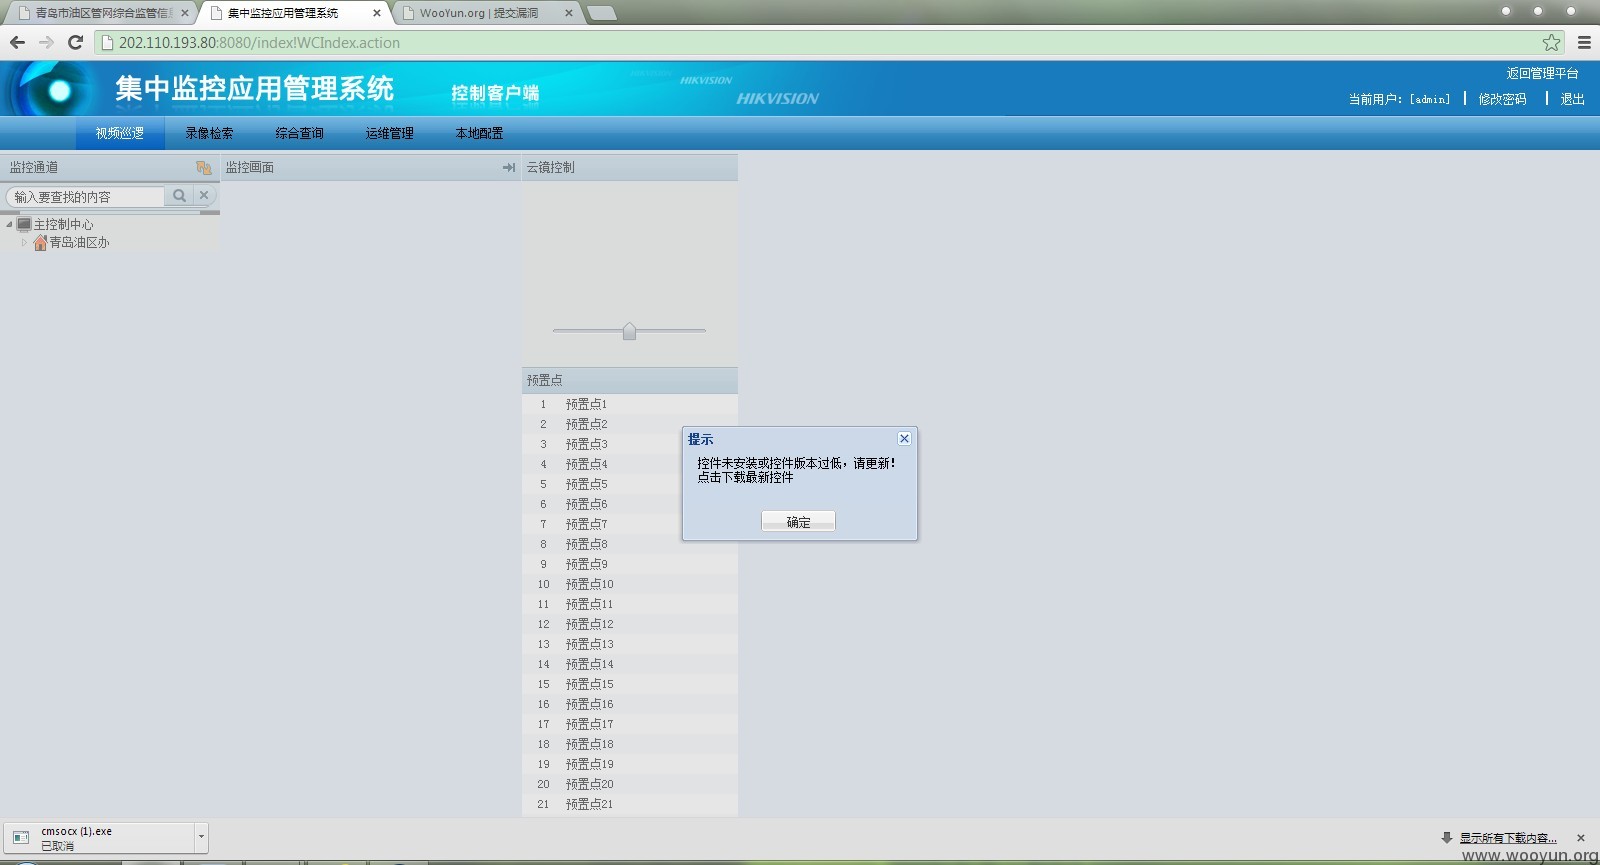 青岛市油区管网综合监管信息
集中监控应用管理系统
WooYun.org | 提交漏洞
202.110.193.80:8080/index!WCIndex.action
集中监控应用管理系统
控制客户端
HIKVISION
HIKVISION
返回管理平台
当前用户: [admin]
修改密码
退出
视频巡逻
录像检索
综合查询
运维管理
本地配置
监控通道
监控画面
云镜控制
输入要查找的内容
主控制中心
青岛油区办
预置点
1 预置点1
2 预置点2
3 预置点3
4 预置点4
5 预置点5
6 预置点6
7 预置点7
8 预置点8
9 预置点9
10 预置点10
11 预置点11
12 预置点12
13 预置点13
14 预置点14
15 预置点15
16 预置点16
17 预置点17
18 预置点18
19 预置点19
20 预置点20
21 预置点21
提示
控件未安装或控件版本过低，请更新!
点击下载最新控件
确定
cmsocx (1).exe
已取消
显示所有下载内容...
www.wooyun.org